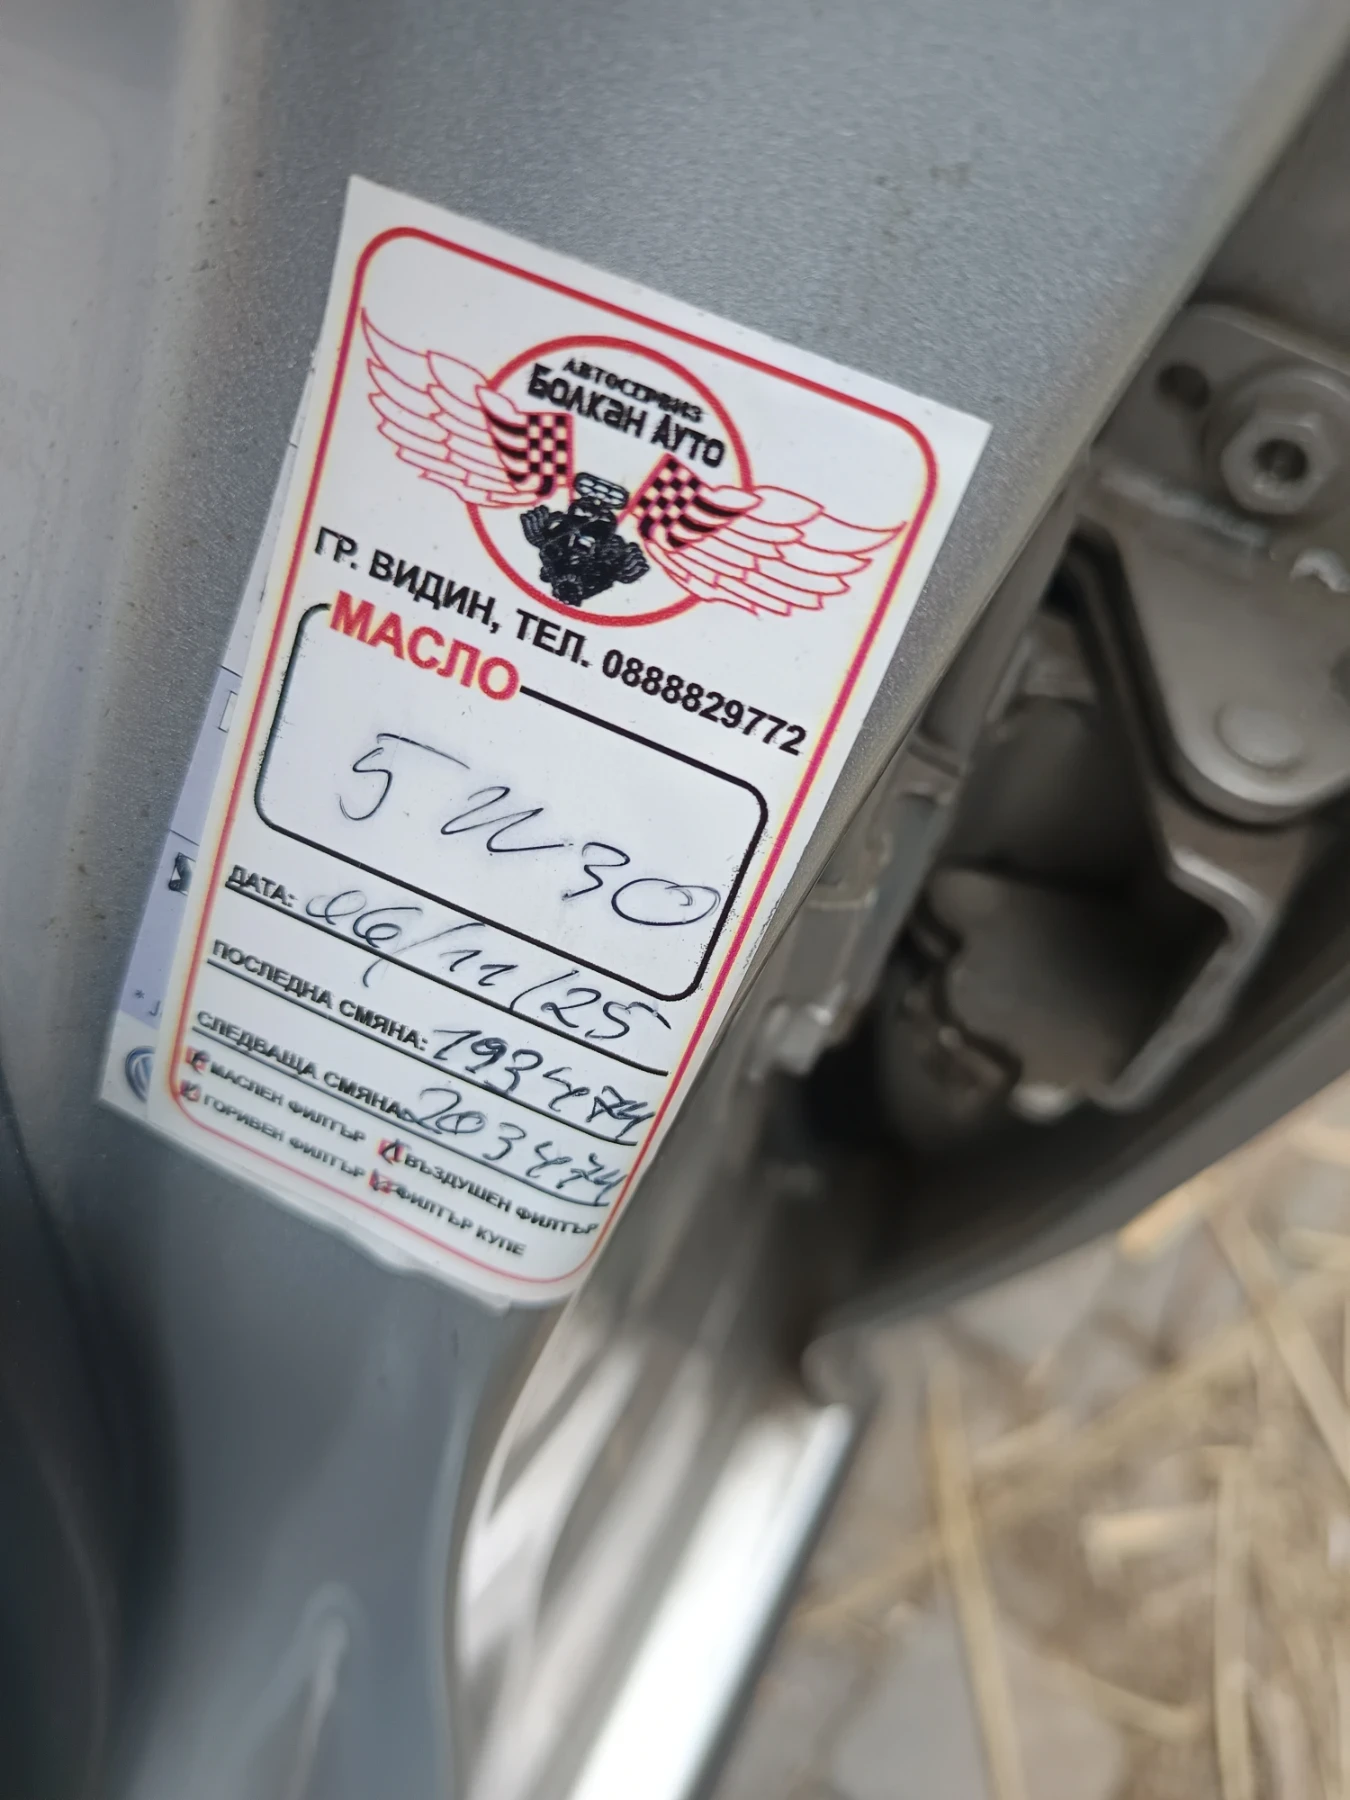 АВТОСЕРВИЗ
БОЛКАН АУТО
ГР. ВИДИН, ТЕЛ. 0888829772
МАСЛО
5W30
ДАТА: 06/11/25
ПОСЛЕДНА СМЯНА: 193474
СЛЕДВАЩА СМЯНА: 203474
МАСЛЕН ФИЛТЪР ВЪЗДУШЕН ФИЛТЪР
ГОРИВЕН ФИЛТЪР ФИЛТЪР КУПЕ